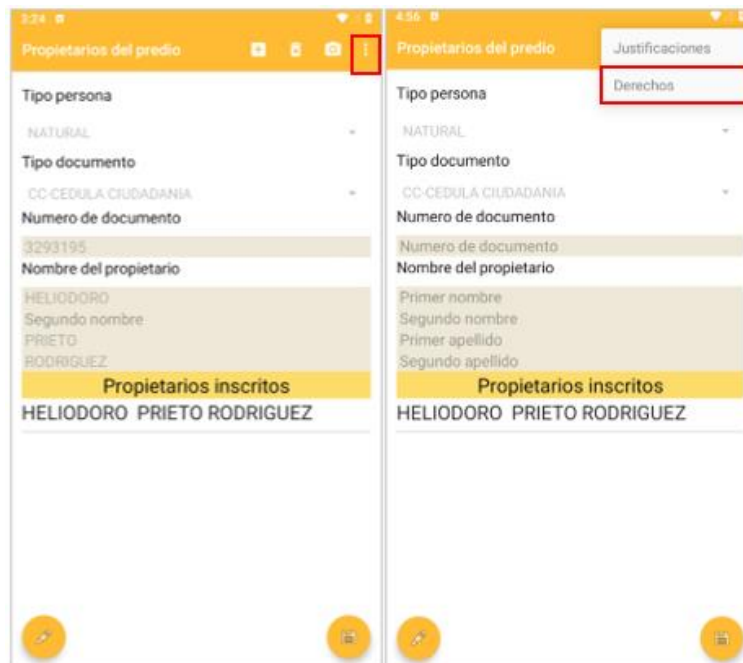 3:24
Propietarios del predio
Tipo persona
NATURAL
Tipo documento
CC-CEDULA CIUDADANIA
Numero de documento
3293195
Nombre del propietario
HELIODORO
Segundo nombre
PRIETO
RODRIGUEZ
Propietarios inscritos
HELIODORO PRIETO RODRIGUEZ
4:56
Propietarios del predio
Justificaciones
Derechos
Tipo persona
NATURAL
Tipo documento
CC-CEDULA CIUDADANIA
Numero de documento
Numero de documento
Nombre del propietario
Primer nombre
Segundo nombre
Primer apellido
Segundo apellido
Propietarios inscritos
HELIODORO PRIETO RODRIGUEZ